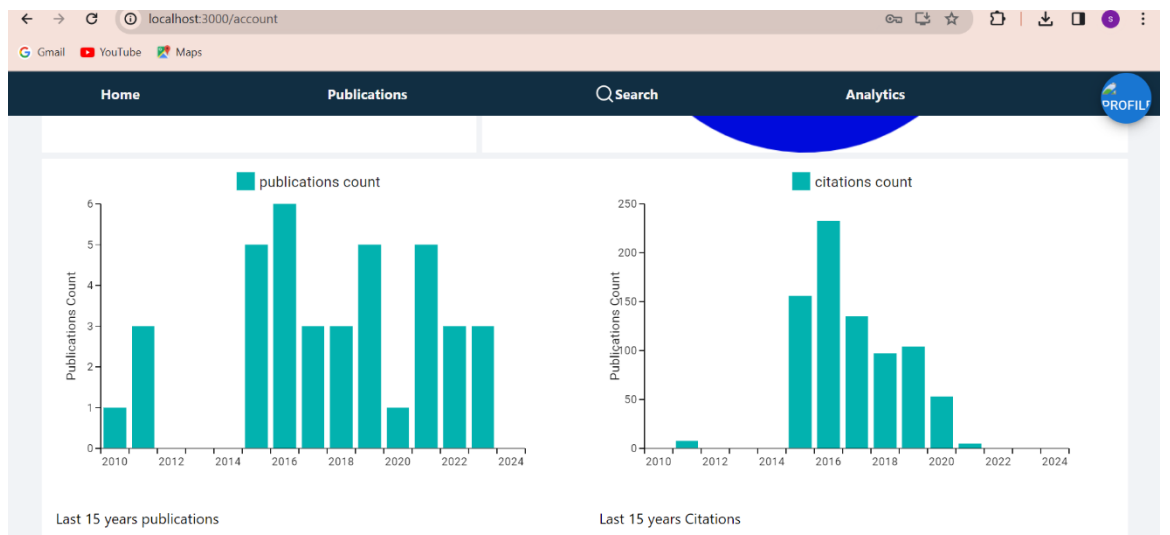 localhost:3000/account
s
Gmail YouTube Maps
Home Publications Search Analytics
PROFILE
publications count
Publications Count
6
5
4
3
2
1
0
2010 2012 2014 2016 2018 2020 2022 2024
Last 15 years publications
citations count
Publications Count
250
200
150
100
50
0
2010 2012 2014 2016 2018 2020 2022 2024
Last 15 years Citations